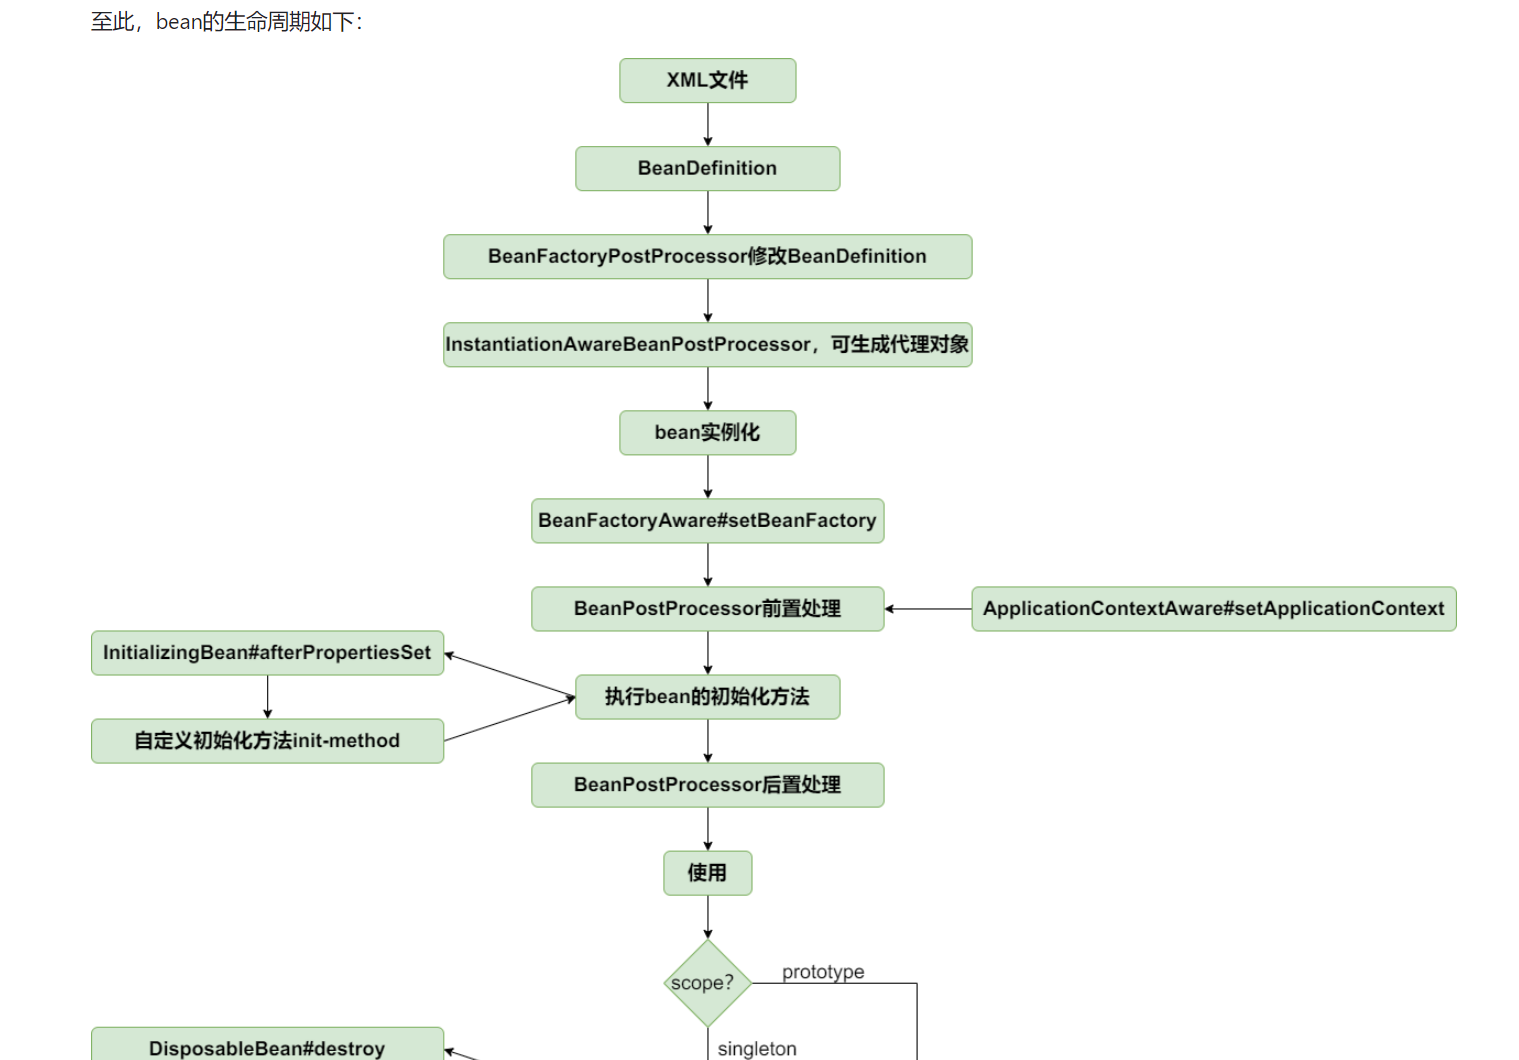 至此，bean的生命周期如下：
XML文件
BeanDefinition
BeanFactoryPostProcessor修改BeanDefinition
InstantiationAwareBeanPostProcessor，可生成代理对象
bean实例化
BeanFactoryAware#setBeanFactory
BeanPostProcessor前置处理
ApplicationContextAware#setApplicationContext
InitializingBean#afterPropertiesSet
执行bean的初始化方法
自定义初始化方法init-method
BeanPostProcessor后置处理
使用
scope?
prototype
singleton
DisposableBean#destroy